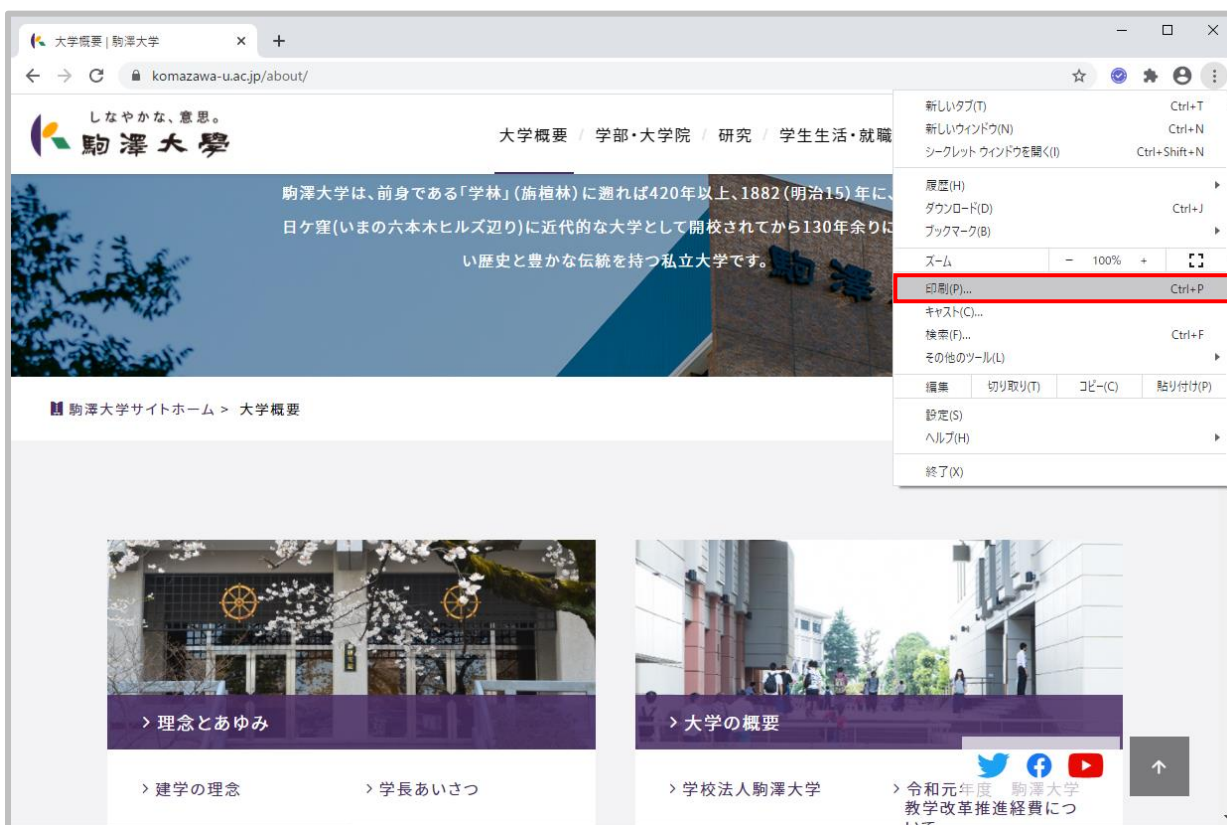 大学概要 | 駒澤大学
komazawa-u.ac.jp/about/
しなやかな、意思。
駒澤大學
大学概要 / 学部・大学院 / 研究 / 学生生活・就職
駒澤大学は、前身である「学林」(旃檀林)に遡れば420年以上、1882(明治15)年に、
日ケ窪(いまの六本木ヒルズ辺り)に近代的な大学として開校されてから130年余りに
い歴史と豊かな伝統を持つ私立大学です。
駒澤
新しいタブ(T) Ctrl+T
新しいウィンドウ(N) Ctrl+N
シークレット ウィンドウを開く(I) Ctrl+Shift+N
履歴(H)
ダウンロード(D) Ctrl+J
ブックマーク(B)
ズーム - 100% +
印刷(P)... Ctrl+P
キャスト(C)...
検索(F)... Ctrl+F
その他のツール(L)
編集 切り取り(T) コピー(C) 貼り付け(P)
設定(S)
ヘルプ(H)
終了(X)
駒澤大学サイトホーム > 大学概要
> 理念とあゆみ
> 建学の理念
> 学長あいさつ
> 大学の概要
> 学校法人駒澤大学
> 令和元年度 駒澤大学
教学改革推進経費につ